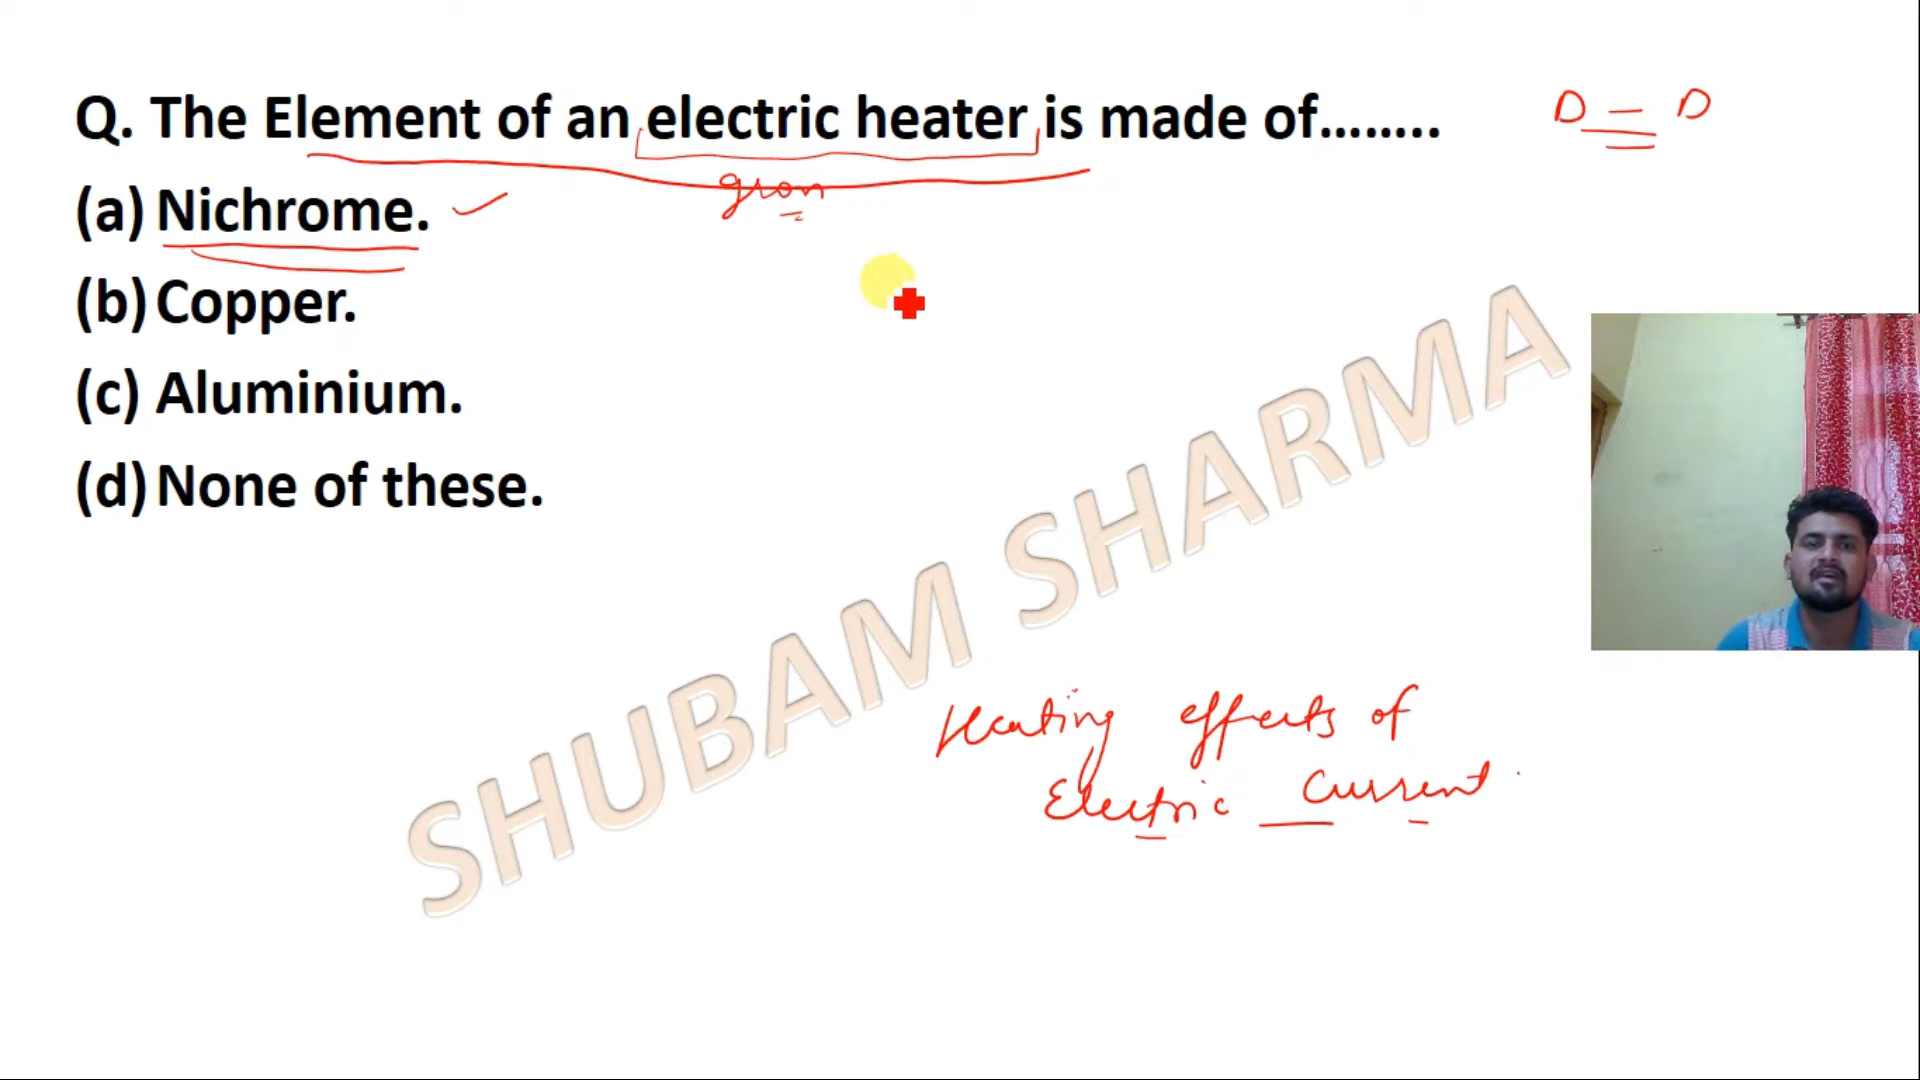 Q. The Element of an electric heater is made of........
D - D
(a) Nichrome.
(b) Copper.
(c) Aluminium.
(d) None of these.
SHUBAM SHARMA
Heating effects of
Electric Current.